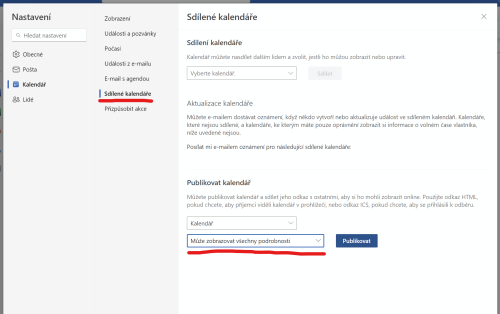 Nastavení
Hledat nastavení
Obecné
Pošta
Kalendář
Lidé
Zobrazení
Události a pozvánky
Počasí
Události z e-mailu
E-mail s agendou
Sdílené kalendáře
Přizpůsobit akce
Sdílené kalendáře
Sdílení kalendáře
Kalendář můžete nasdílet dalším lidem a zvolit, jestli ho můžou zobrazit nebo upravit.
Vyberte kalendář
Sdílet
Aktualizace kalendáře
Můžete e-mailem dostávat oznámení, když někdo vytvoří nebo aktualizuje událost ve sdíleném kalendáři. Kalendáře,
které nejsou sdílené, a kalendáře, ke kterým máte pouze oprávnění zobrazit si informace o volném čase vlastníka,
níže uvedené nejsou.
Posílat mi e-mailem oznámení pro následující sdílené kalendáře:
Publikovat kalendář
Můžete publikovat kalendář a sdílet jeho odkaz s ostatními, aby si ho mohli zobrazit online. Použijte odkaz HTML,
pokud chcete, aby příjemci viděli kalendář v prohlížeči, nebo odkaz ICS, pokud chcete, aby se přihlásili k odběru.
Kalendář
Může zobrazovat všechny podrobnosti
Publikovat